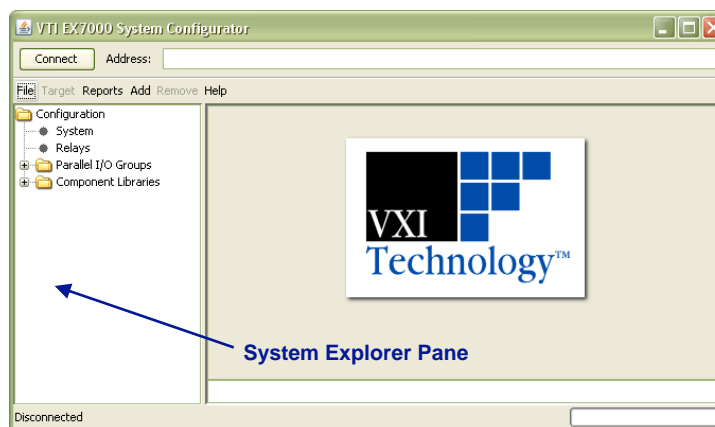 VTI EX7000 System Configurator
Connect Address:
File Target Reports Add Remove Help
Configuration
System
Relays
Parallel I/O Groups
Component Libraries
VXI
Technology™
System Explorer Pane
Disconnected